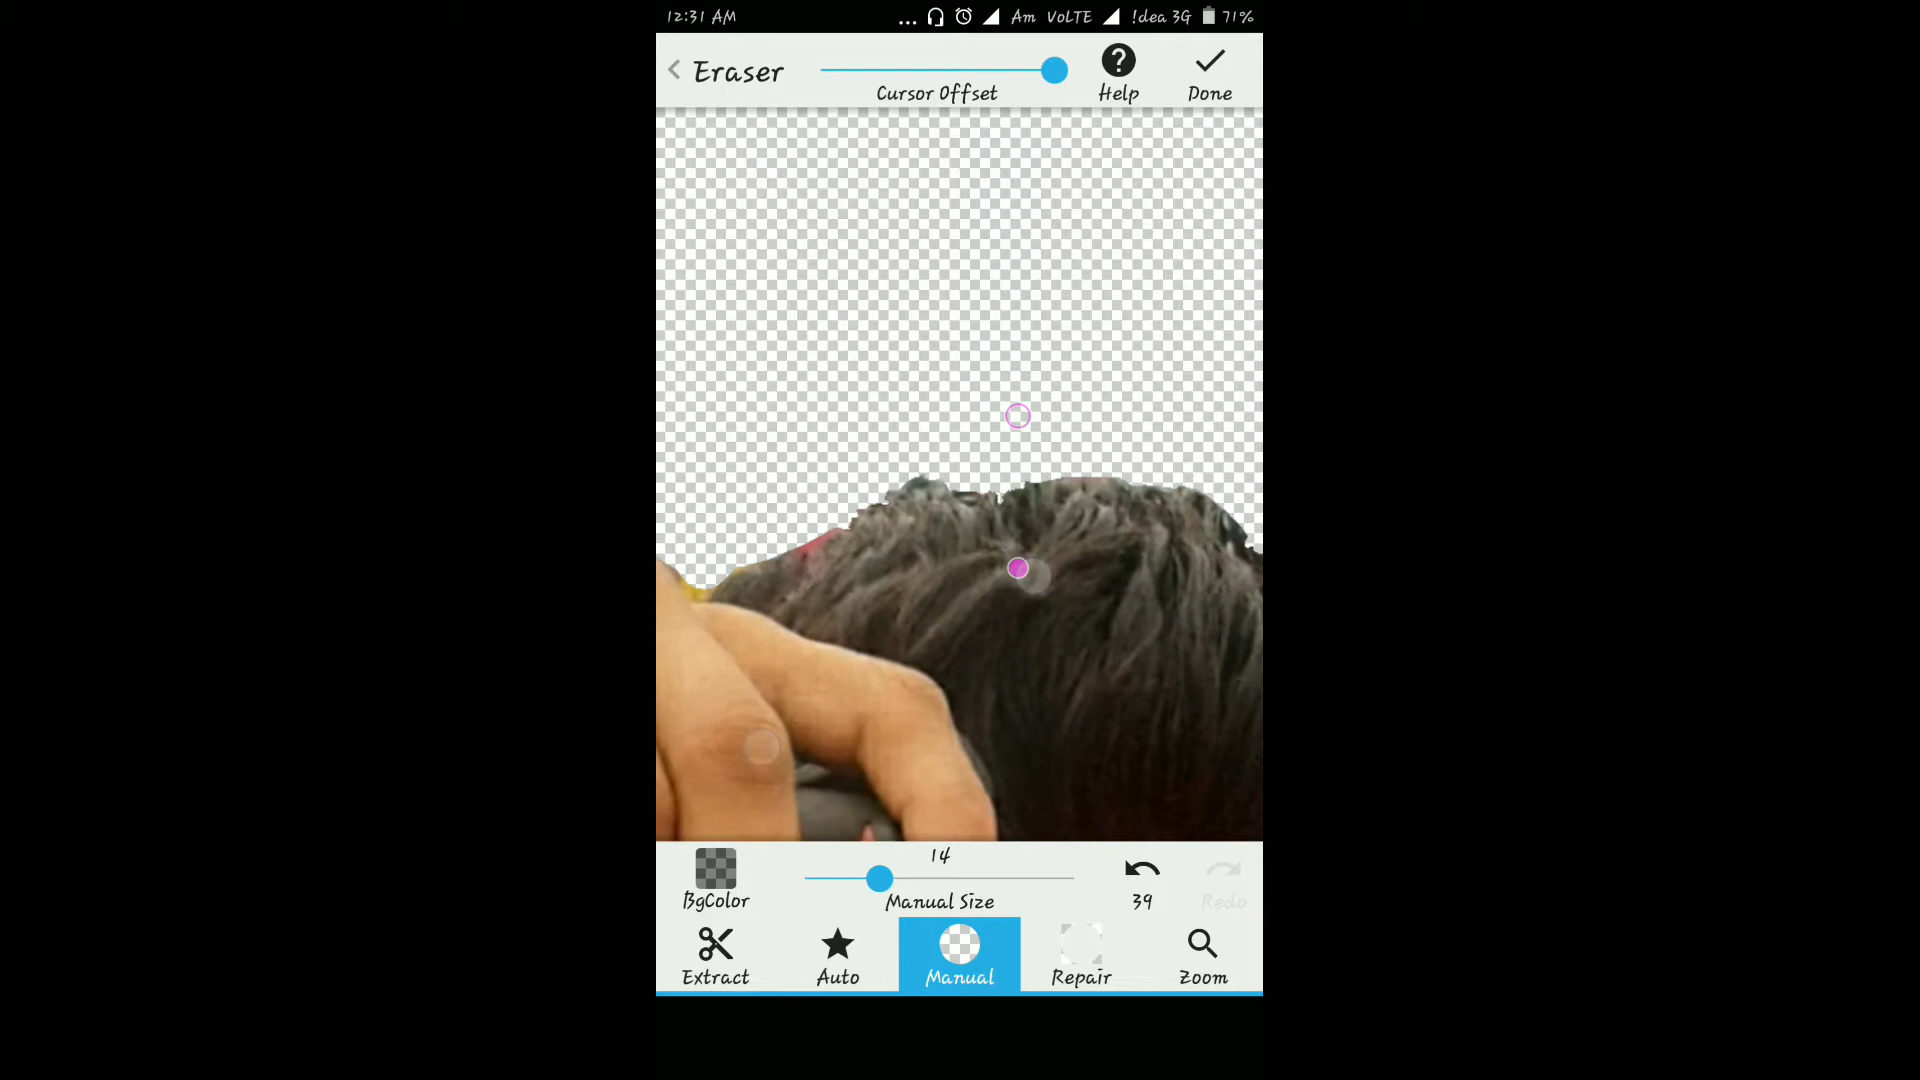 12:31 AM ... Am VoLTE !dea 3G 71%
Eraser
Cursor Offset
Help
Done
14
BgColor
Manual Size
39
Redo
Extract
Auto
Manual
Repair
Zoom